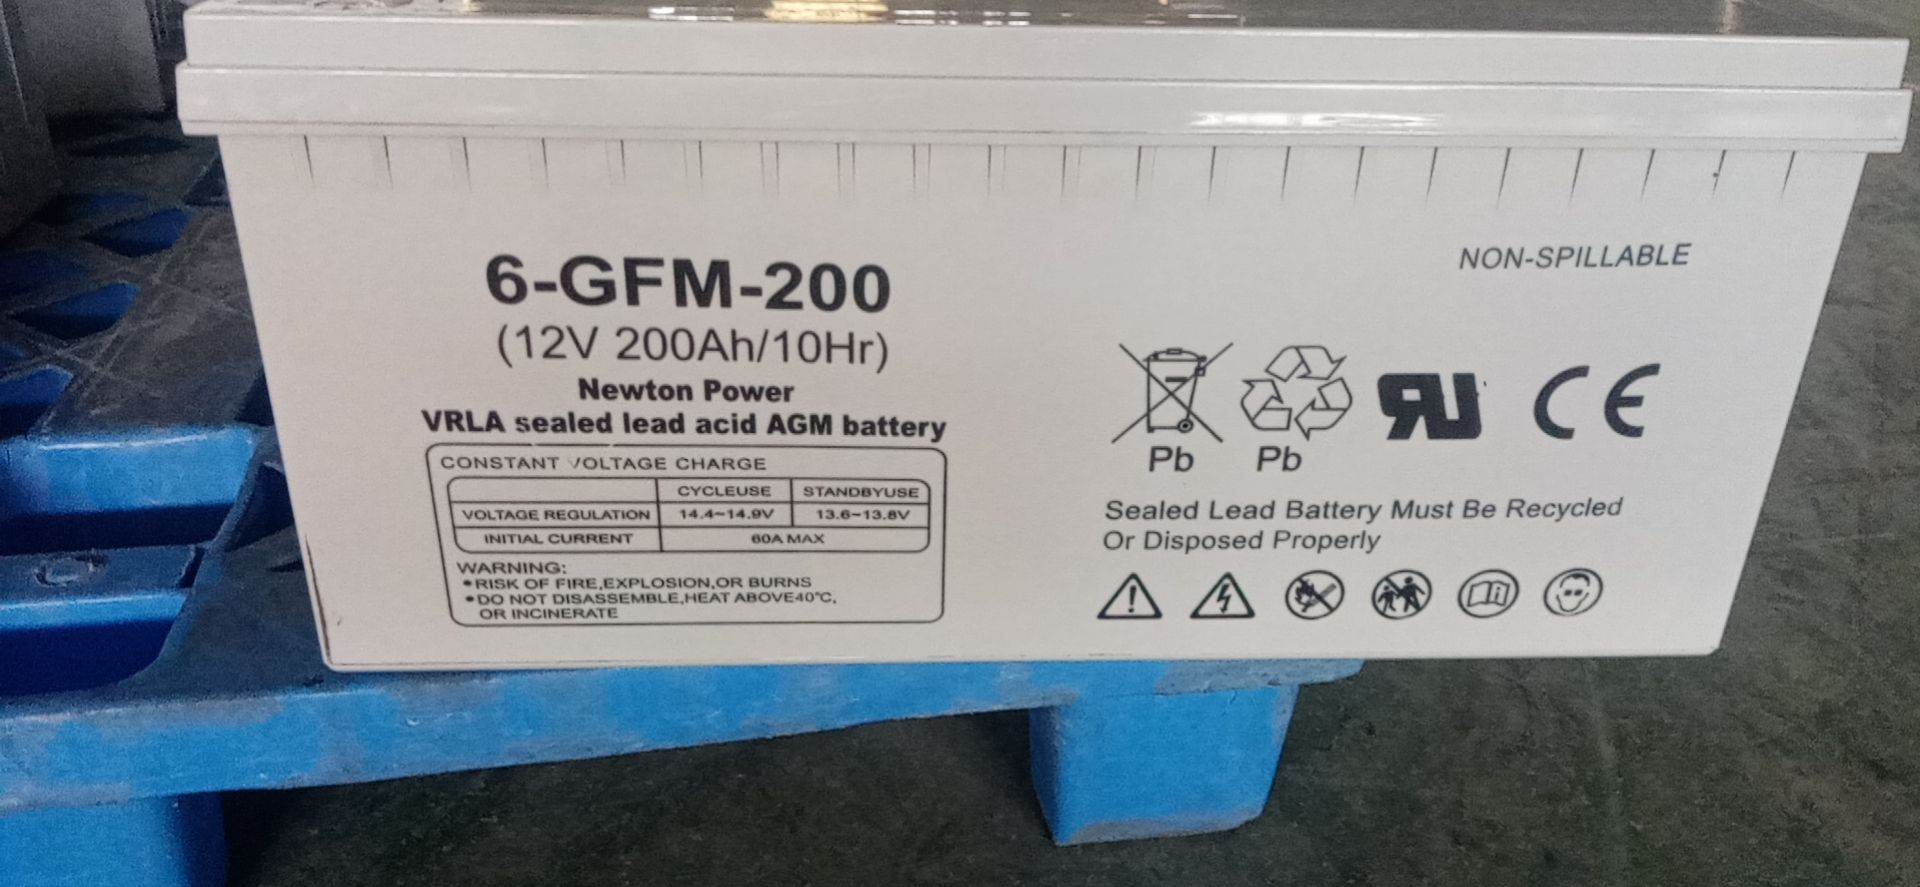 6-GFM-200
(12V 200Ah/10Hr)
Newton Power
VRLA sealed lead acid AGM battery
CONSTANT VOLTAGE CHARGE
CYCLEUSE STANDBYUSE
VOLTAGE REGULATION 14.4~14.9V 13.6~13.8V
INITIAL CURRENT 60A MAX
WARNING:
•RISK OF FIRE,EXPLOSION,OR BURNS
•DO NOT DISASSEMBLE,HEAT ABOVE40°C,
OR INCINERATE
NON-SPILLABLE
Pb Pb
CE
Sealed Lead Battery Must Be Recycled
Or Disposed Properly